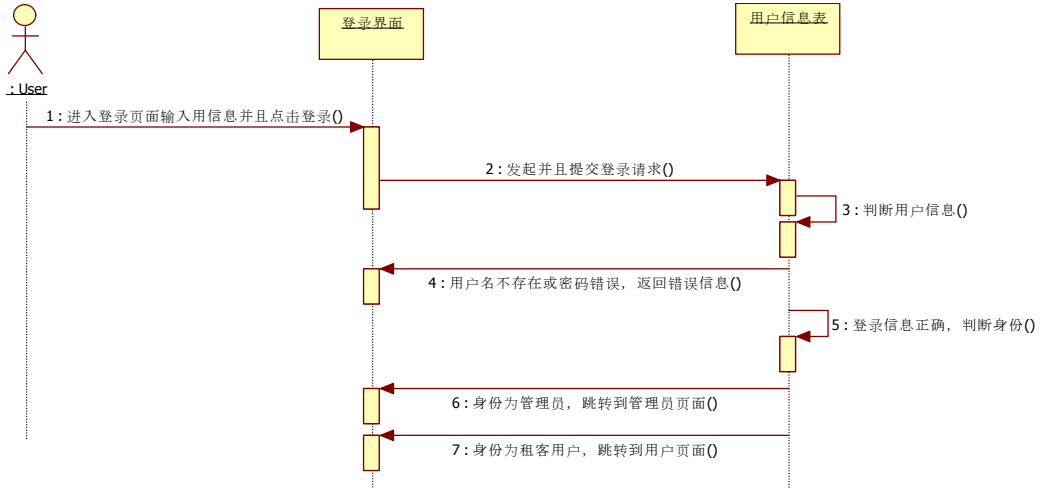 登录界面
用户信息表
: User
1 : 进入登录页面输入用信息并且点击登录()
2 : 发起并且提交登录请求()
3 : 判断用户信息()
4 : 用户名不存在或密码错误，返回错误信息()
5 : 登录信息正确，判断身份()
6 : 身份为管理员，跳转到管理员页面()
7 : 身份为租客用户，跳转到用户页面()